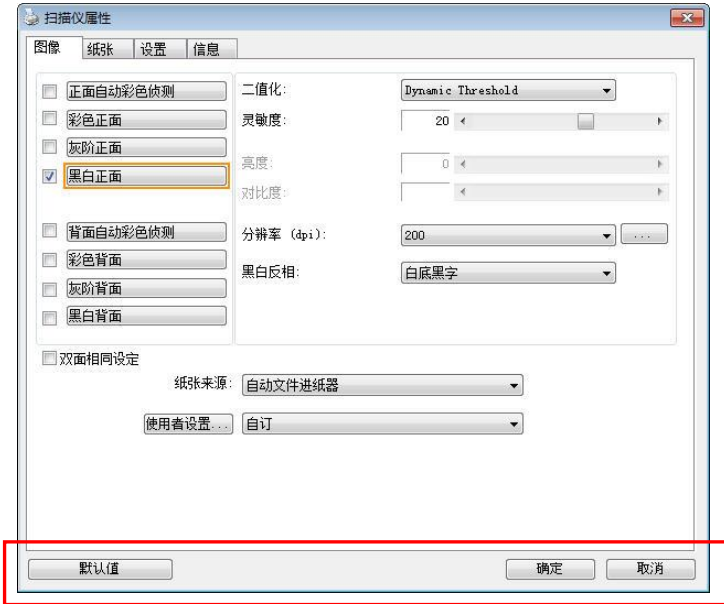 扫描仪属性
图像 纸张 设置 信息
正面自动彩色侦测
彩色正面
灰阶正面
黑白正面
背面自动彩色侦测
彩色背面
灰阶背面
黑白背面
二值化: Dynamic Threshold
灵敏度: 20
亮度: 0
对比度:
分辨率 (dpi): 200 ...
黑白反相: 白底黑字
双面相同设定
纸张来源: 自动文件进纸器
使用者设置... 自订
默认值 确定 取消